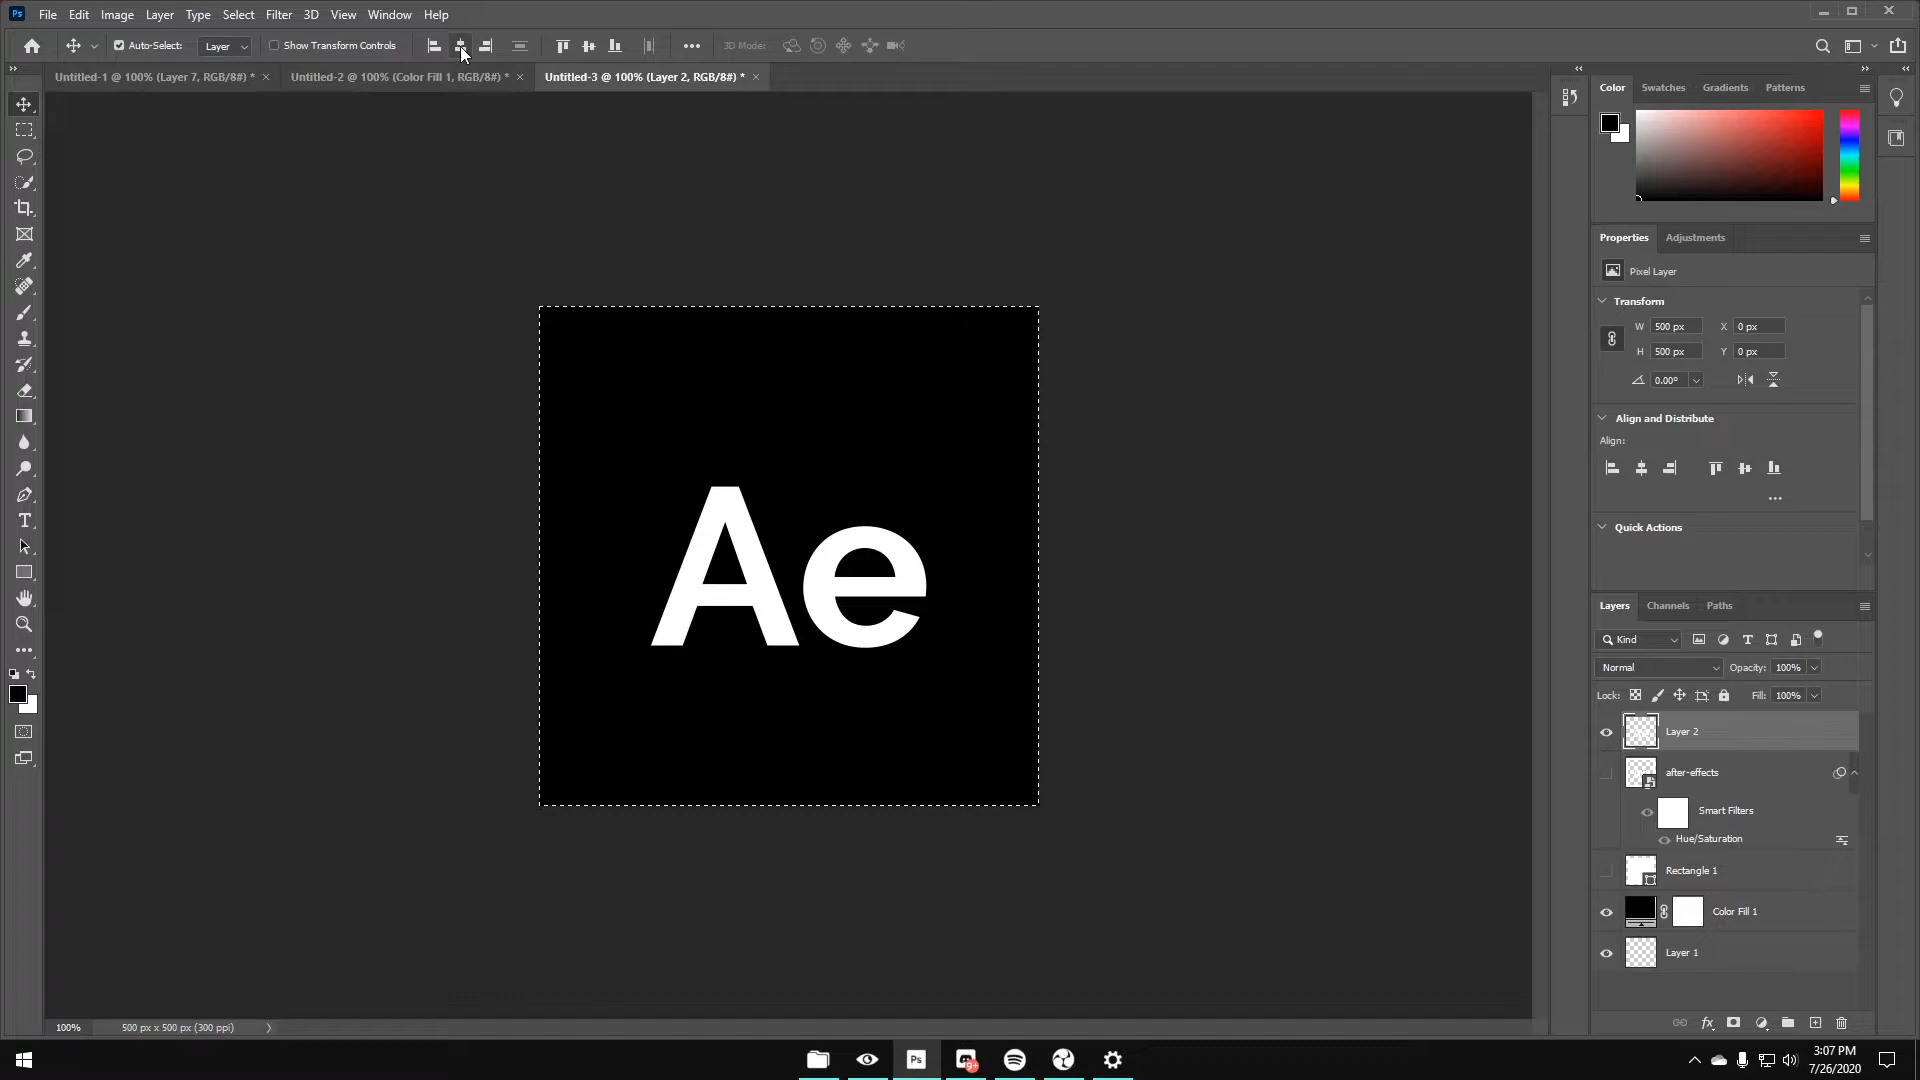 Ps File Edit Image Layer Type Select Filter 3D View Window Help
Auto-Select: Layer Show Transform Controls 3D Mode:
Untitled-1 @ 100% (Layer 7, RGB/8#) * Untitled-2 @ 100% (Color Fill 1, RGB/8#) * Untitled-3 @ 100% (Layer 2, RGB/8#) *
Color Swatches Gradients Patterns
Properties Adjustments
Pixel Layer
Transform
W 500 px X 0 px
H 500 px Y 0 px
0.00°
Align and Distribute
Align:
Quick Actions
Ae
Layers Channels Paths
Kind
Normal Opacity: 100%
Lock: Fill: 100%
Layer 2
after-effects
Smart Filters
Hue/Saturation
Rectangle 1
Color Fill 1
Layer 1
fx
100% 500 px x 500 px (300 ppi)
Ps 9+
3:07 PM
7/26/2020